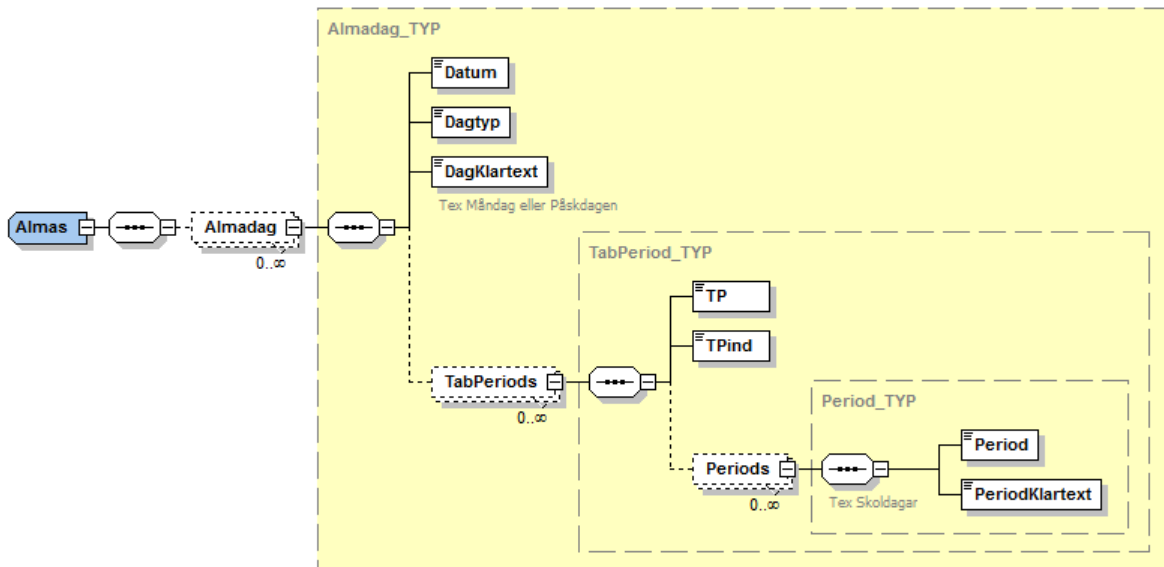 Almadag_TYP
Datum
Dagtyp
DagKlartext
Tex Måndag eller Påskdagen
Almas
Almadag
0..∞
TabPeriod_TYP
TP
TPind
TabPeriods
0..∞
Period_TYP
Period
Periods
PeriodKlartext
0..∞
Tex Skoldagar